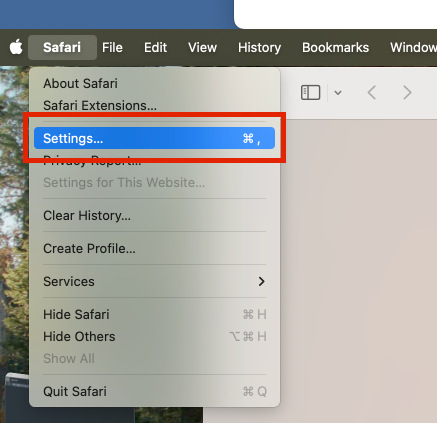 Safari File Edit View History Bookmarks Window
About Safari
Safari Extensions...
Settings... ⌘ ,
Privacy Report...
Settings for This Website...
Clear History...
Create Profile...
Services
Hide Safari ⌘ H
Hide Others ⌥ ⌘ H
Show All
Quit Safari ⌘ Q